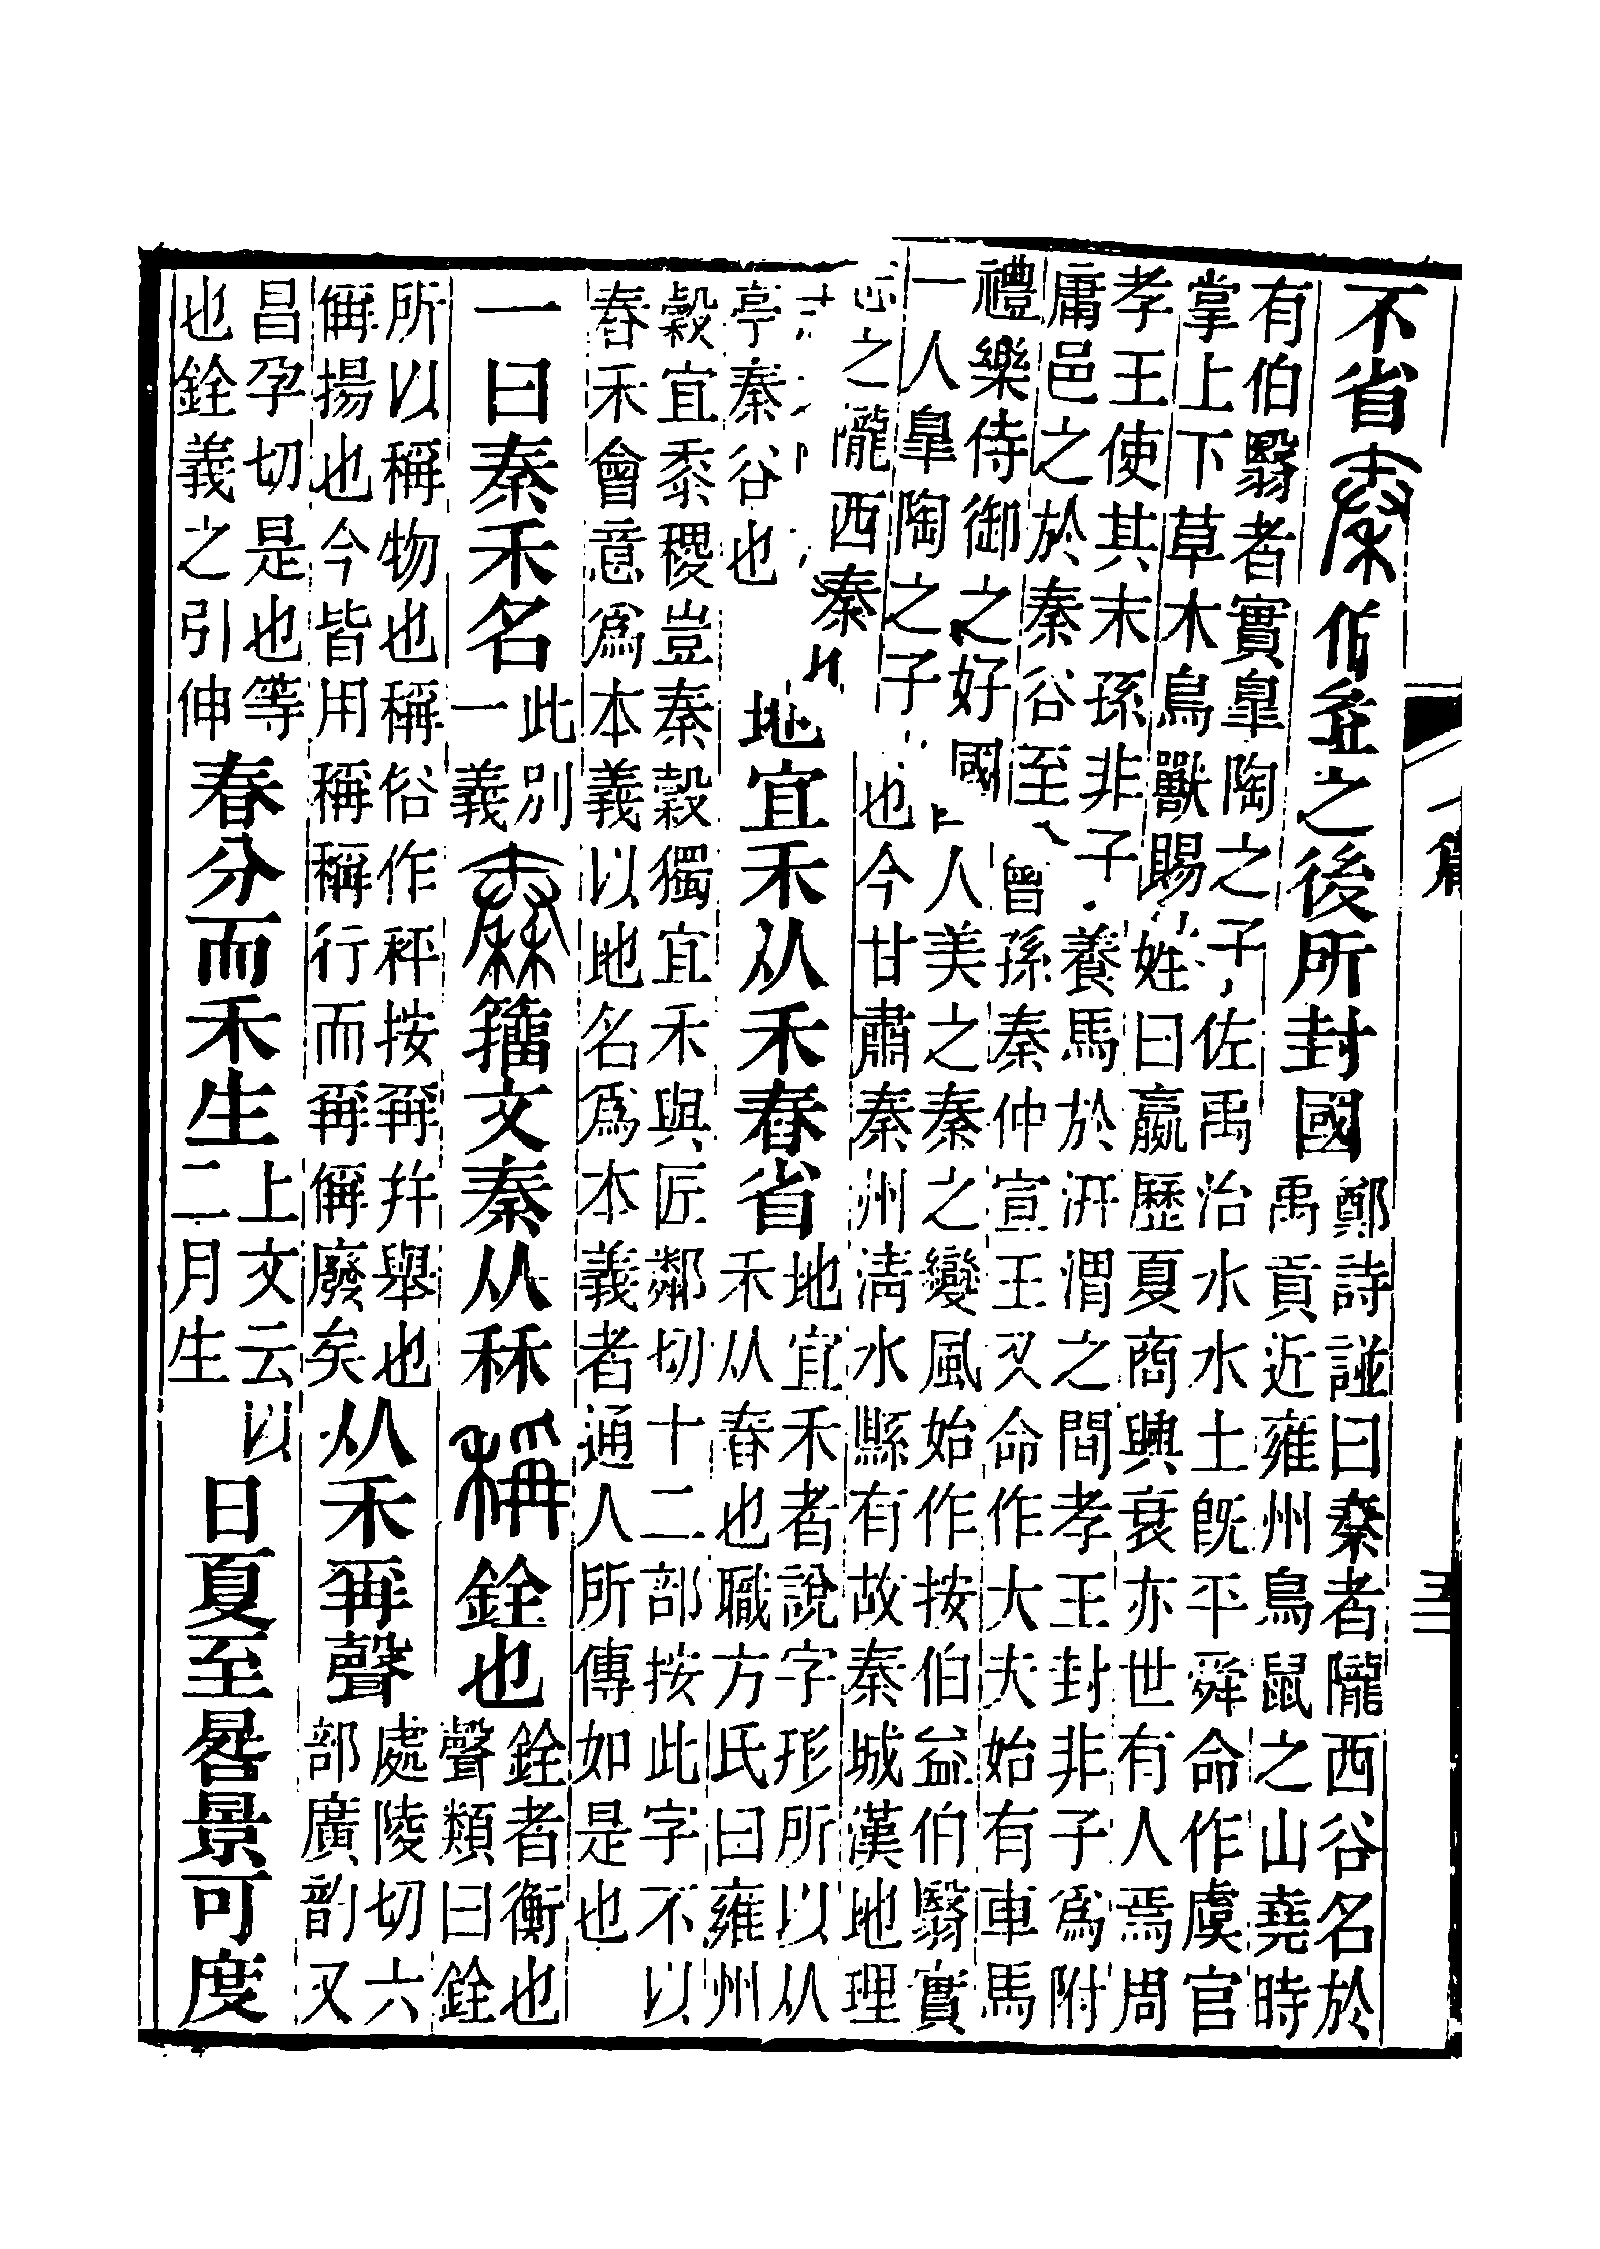 不省秦伯益之後所封國鄭詩譜曰秦者隴西谷名於
禹貢近雍州鳥鼠之山堯時
有伯翳者實皐陶之子佐禹治水水土旣平舜命作虞官
掌上下草木鳥獸賜姓曰嬴歷夏商興衰亦世有人焉周
孝王使其末孫非子養馬於汧渭之間孝王封非子爲附
庸邑之於秦谷至曾孫秦仲宣王又命作大夫始有車馬
禮樂侍御之好國人美之秦之變風始作按伯益伯翳實
一人皐陶之子也今甘肅秦州淸水縣有故秦城漢地理
志之隴西秦
亭秦谷也
地宜禾从禾舂省地宜禾者說字形所以从
禾从舂也職方氏曰雍州
穀宜黍稷豈秦穀獨宜禾與匠鄰切十二部按此字不以
舂禾會意爲本義以地名爲本義者通人所傳如是也
一曰秦禾名此別
一義
秦籒文秦从秝稱銓也銓者衡也
聲類曰銓
所以稱物也稱俗作秤按爯幷舉也
偁揚也今皆用稱稱行而爯偁廢矣
从禾爯聲處陵切六
部廣韵又
昌孕切是也等
也銓義之引伸
春分而禾生上文云以
二月生
日夏至晷景可度
篇